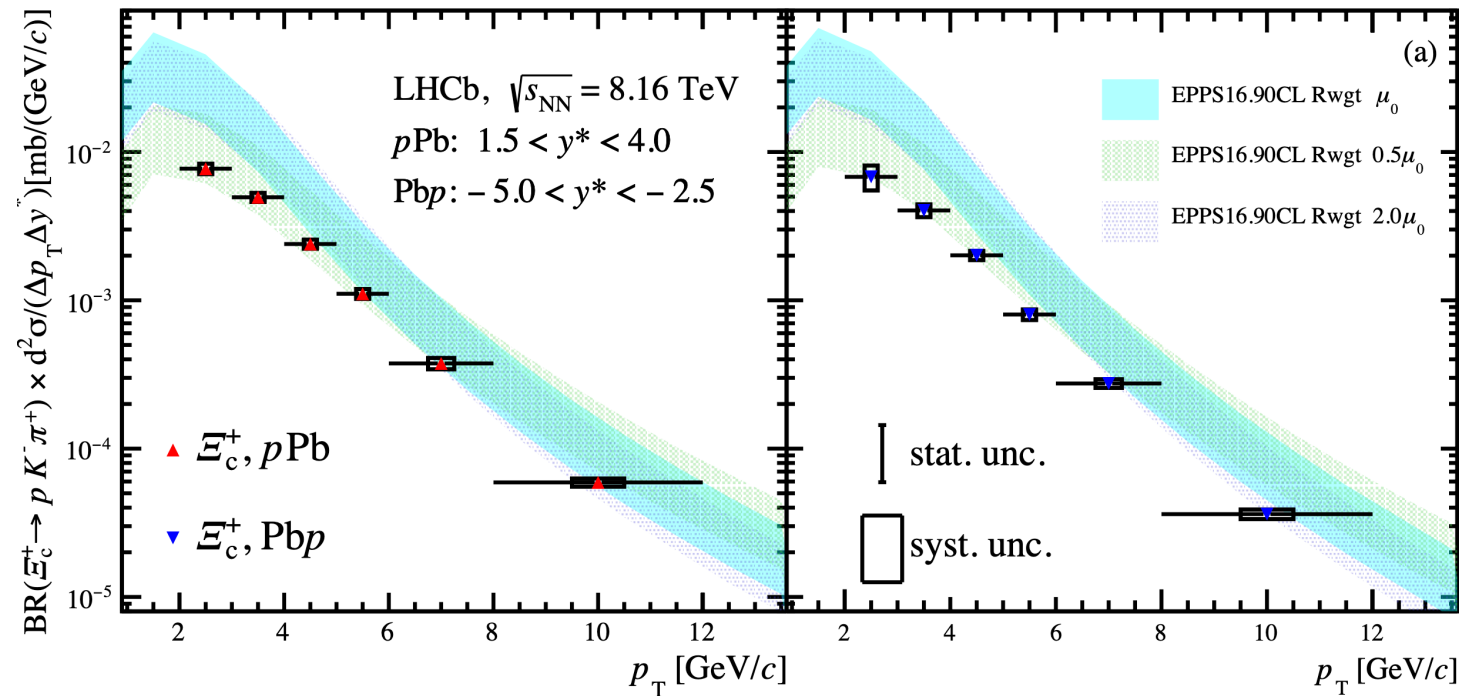 BR(Ξc+→ p K-π+) × d2σ/(ΔpTΔy*)[mb/(GeV/c)]
10−2
10−3
10−4
10−5
LHCb, √sNN = 8.16 TeV
pPb: 1.5 < y* < 4.0
Pbp: − 5.0 < y* < − 2.5
Ξc+, pPb
Ξc+, Pbp
2 4 6 8 10 12
pT [GeV/c]
(a)
EPPS16.90CL Rwgt μ0
EPPS16.90CL Rwgt 0.5μ0
EPPS16.90CL Rwgt 2.0μ0
stat. unc.
syst. unc.
2 4 6 8 10 12
pT [GeV/c]